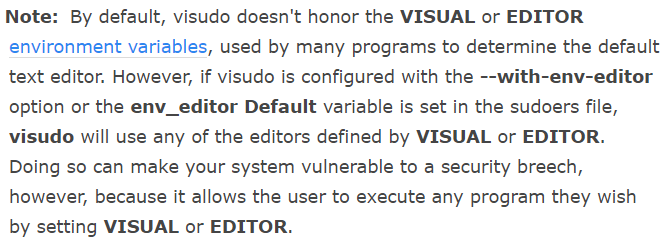 Note: By default, visudo doesn't honor the VISUAL or EDITOR
environment variables, used by many programs to determine the default
text editor. However, if visudo is configured with the --with-env-editor
option or the env_editor Default variable is set in the sudoers file,
visudo will use any of the editors defined by VISUAL or EDITOR.
Doing so can make your system vulnerable to a security breech,
however, because it allows the user to execute any program they wish
by setting VISUAL or EDITOR.